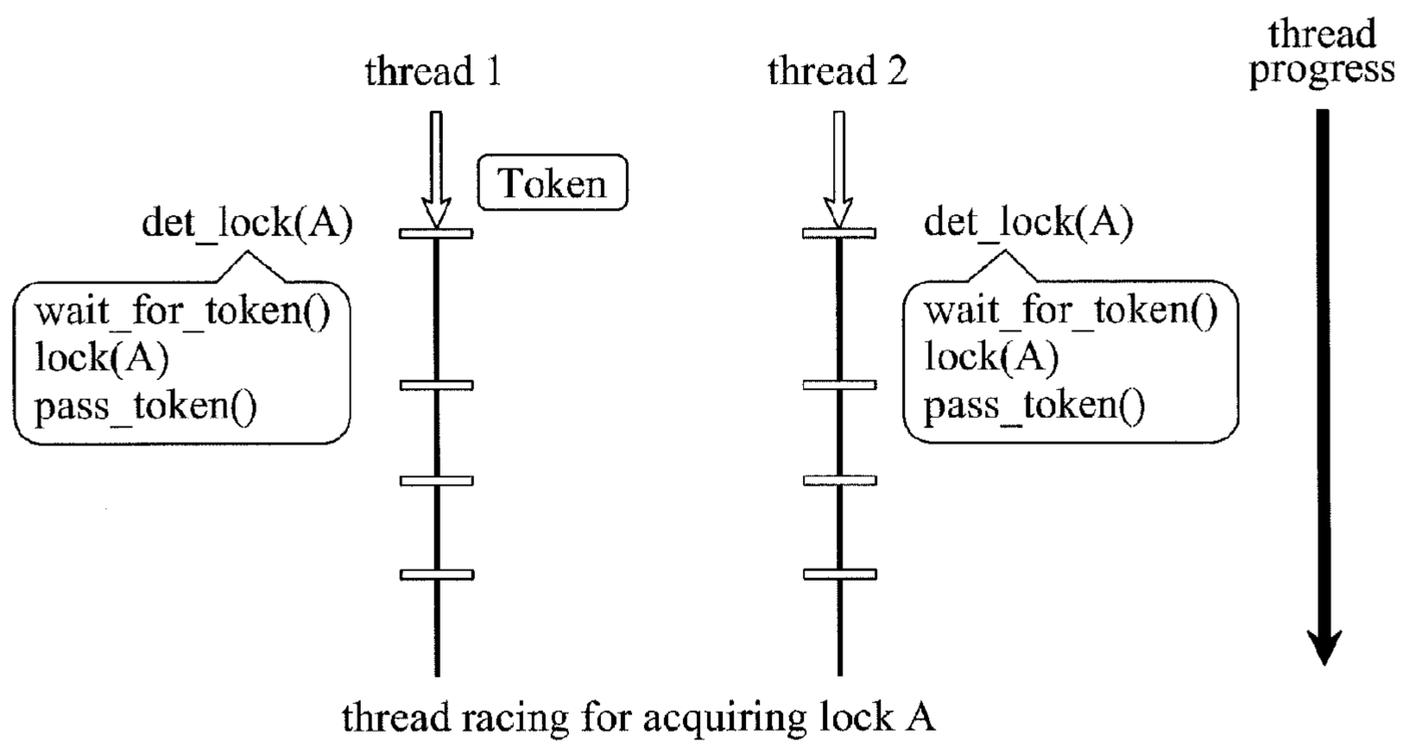 thread 1
thread 2
thread
progress
Token
det_lock(A)
wait_for_token()
lock(A)
pass_token()
det_lock(A)
wait_for_token()
lock(A)
pass_token()
thread racing for acquiring lock A